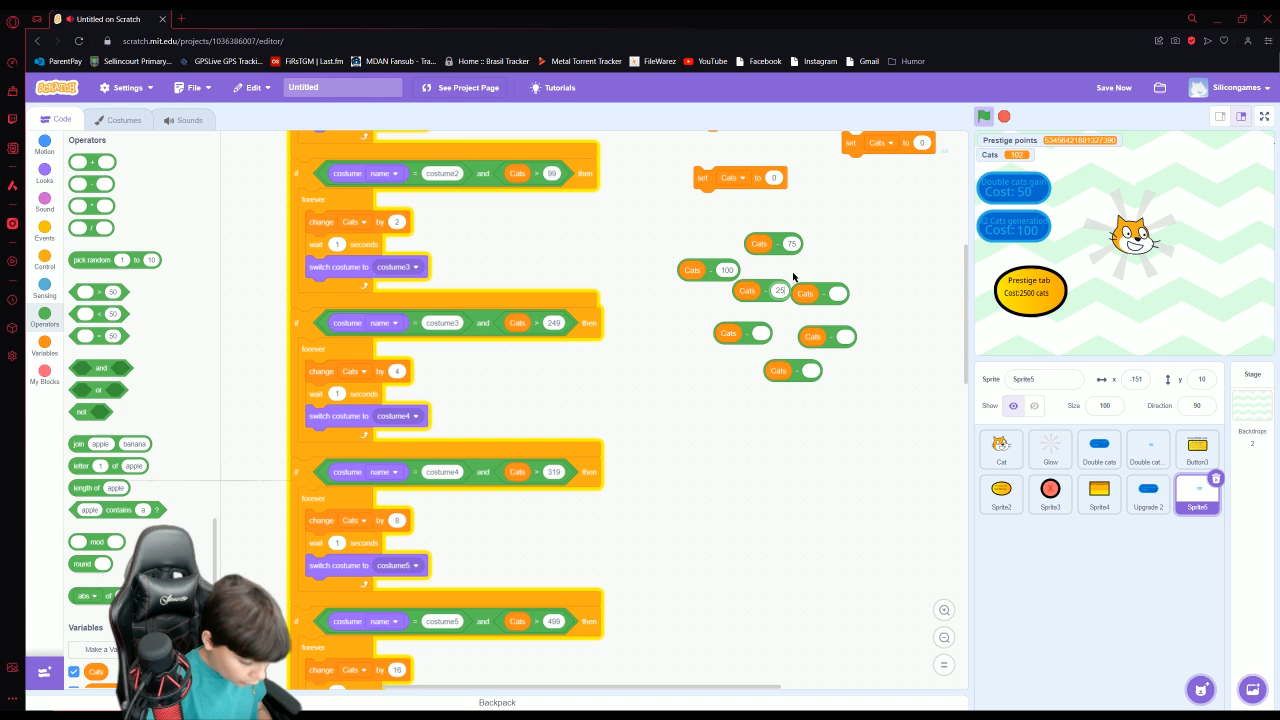 Untitled on Scratch
scratch.mit.edu/projects/1036386007/editor/
ParentPay
Sellincourt Primary...
GPSLive GPS Tracki...
FiRsTGM | Last.fm
MDAN Fansub - Tra...
Home :: Brasil Tracker
Metal Torrent Tracker
FileWarez
YouTube
Facebook
Instagram
Gmail
Humor
SCRATCH
Settings
File
Edit
Untitled
See Project Page
Tutorials
Save Now
Silicongames
Code
Costumes
Sounds
Motion
Looks
Sound
Events
Control
Sensing
Operators
Variables
My Blocks
Operators
+
-
*
/
pick random 1 to 10
> 50
< 50
= 50
and
or
not
join apple banana
letter 1 of apple
length of apple
apple contains a ?
mod
round
abs of
Variables
Make a Va
Cats
if costume name = costume2 and Cats > 99 then
forever
change Cats by 2
wait 1 seconds
switch costume to costume3
if costume name = costume3 and Cats > 249 then
forever
change Cats by 4
wait 1 seconds
switch costume to costume4
if costume name = costume4 and Cats > 319 then
forever
change Cats by 8
wait 1 seconds
switch costume to costume5
if costume name = costume5 and Cats > 499 then
forever
change Cats by 16
set Cats to 0
set Cats to 0
Cats - 75
Cats - 100
Cats - 25
Cats -
Cats -
Cats -
Cats -
Backpack
Prestige points 53456421881327390
Cats 102
Double cats gain
Cost: 50
X2 Cats generation
Cost: 100
Prestige tab
Cost:2500 cats
Sprite
Sprite5
x -151
y 10
Show
Size 100
Direction 90
Stage
Backdrops
2
Cat
Glow
Double cats
Double cat...
Button3
Sprite2
Sprite3
Sprite4
Upgrade 2
Sprite5